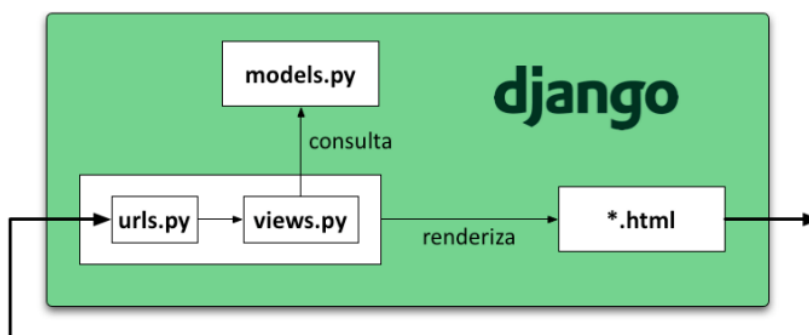 models.py
django
consulta
urls.py
views.py
renderiza
*.html